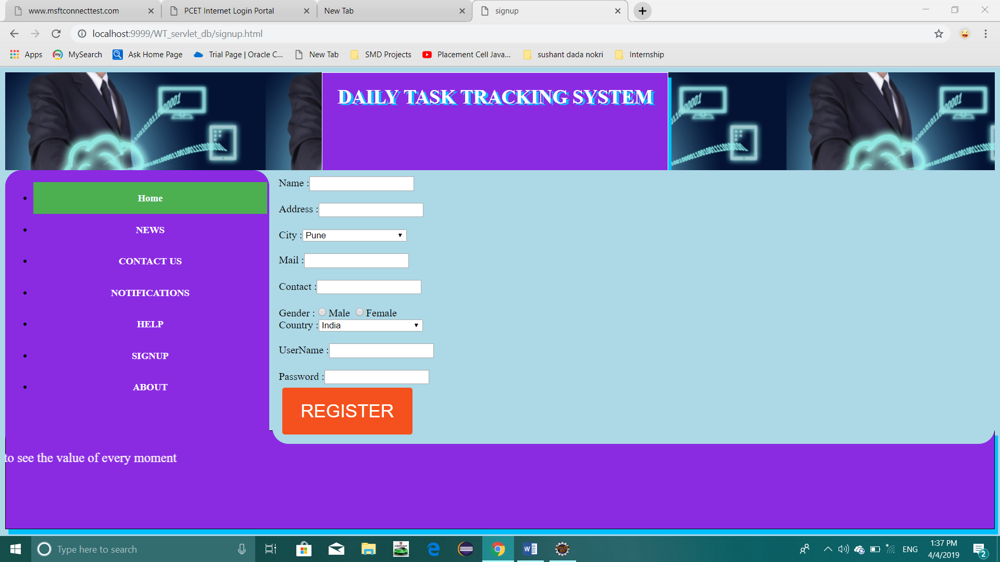 www.msftconnecttest.com
PCET Internet Login Portal
New Tab
signup
localhost:9999/WT_servlet_db/signup.html
Apps
MySearch
Ask Home Page
Trial Page | Oracle C...
New Tab
SMD Projects
Placement Cell Java...
sushant dada nokri
Internship
DAILY TASK TRACKING SYSTEM
Home
NEWS
CONTACT US
NOTIFICATIONS
HELP
SIGNUP
ABOUT
Name :
Address :
City : Pune
Mail :
Contact :
Gender : Male Female
Country : India
UserName :
Password :
REGISTER
to see the value of every moment
Type here to search
ENG
1:37 PM
4/4/2019
2